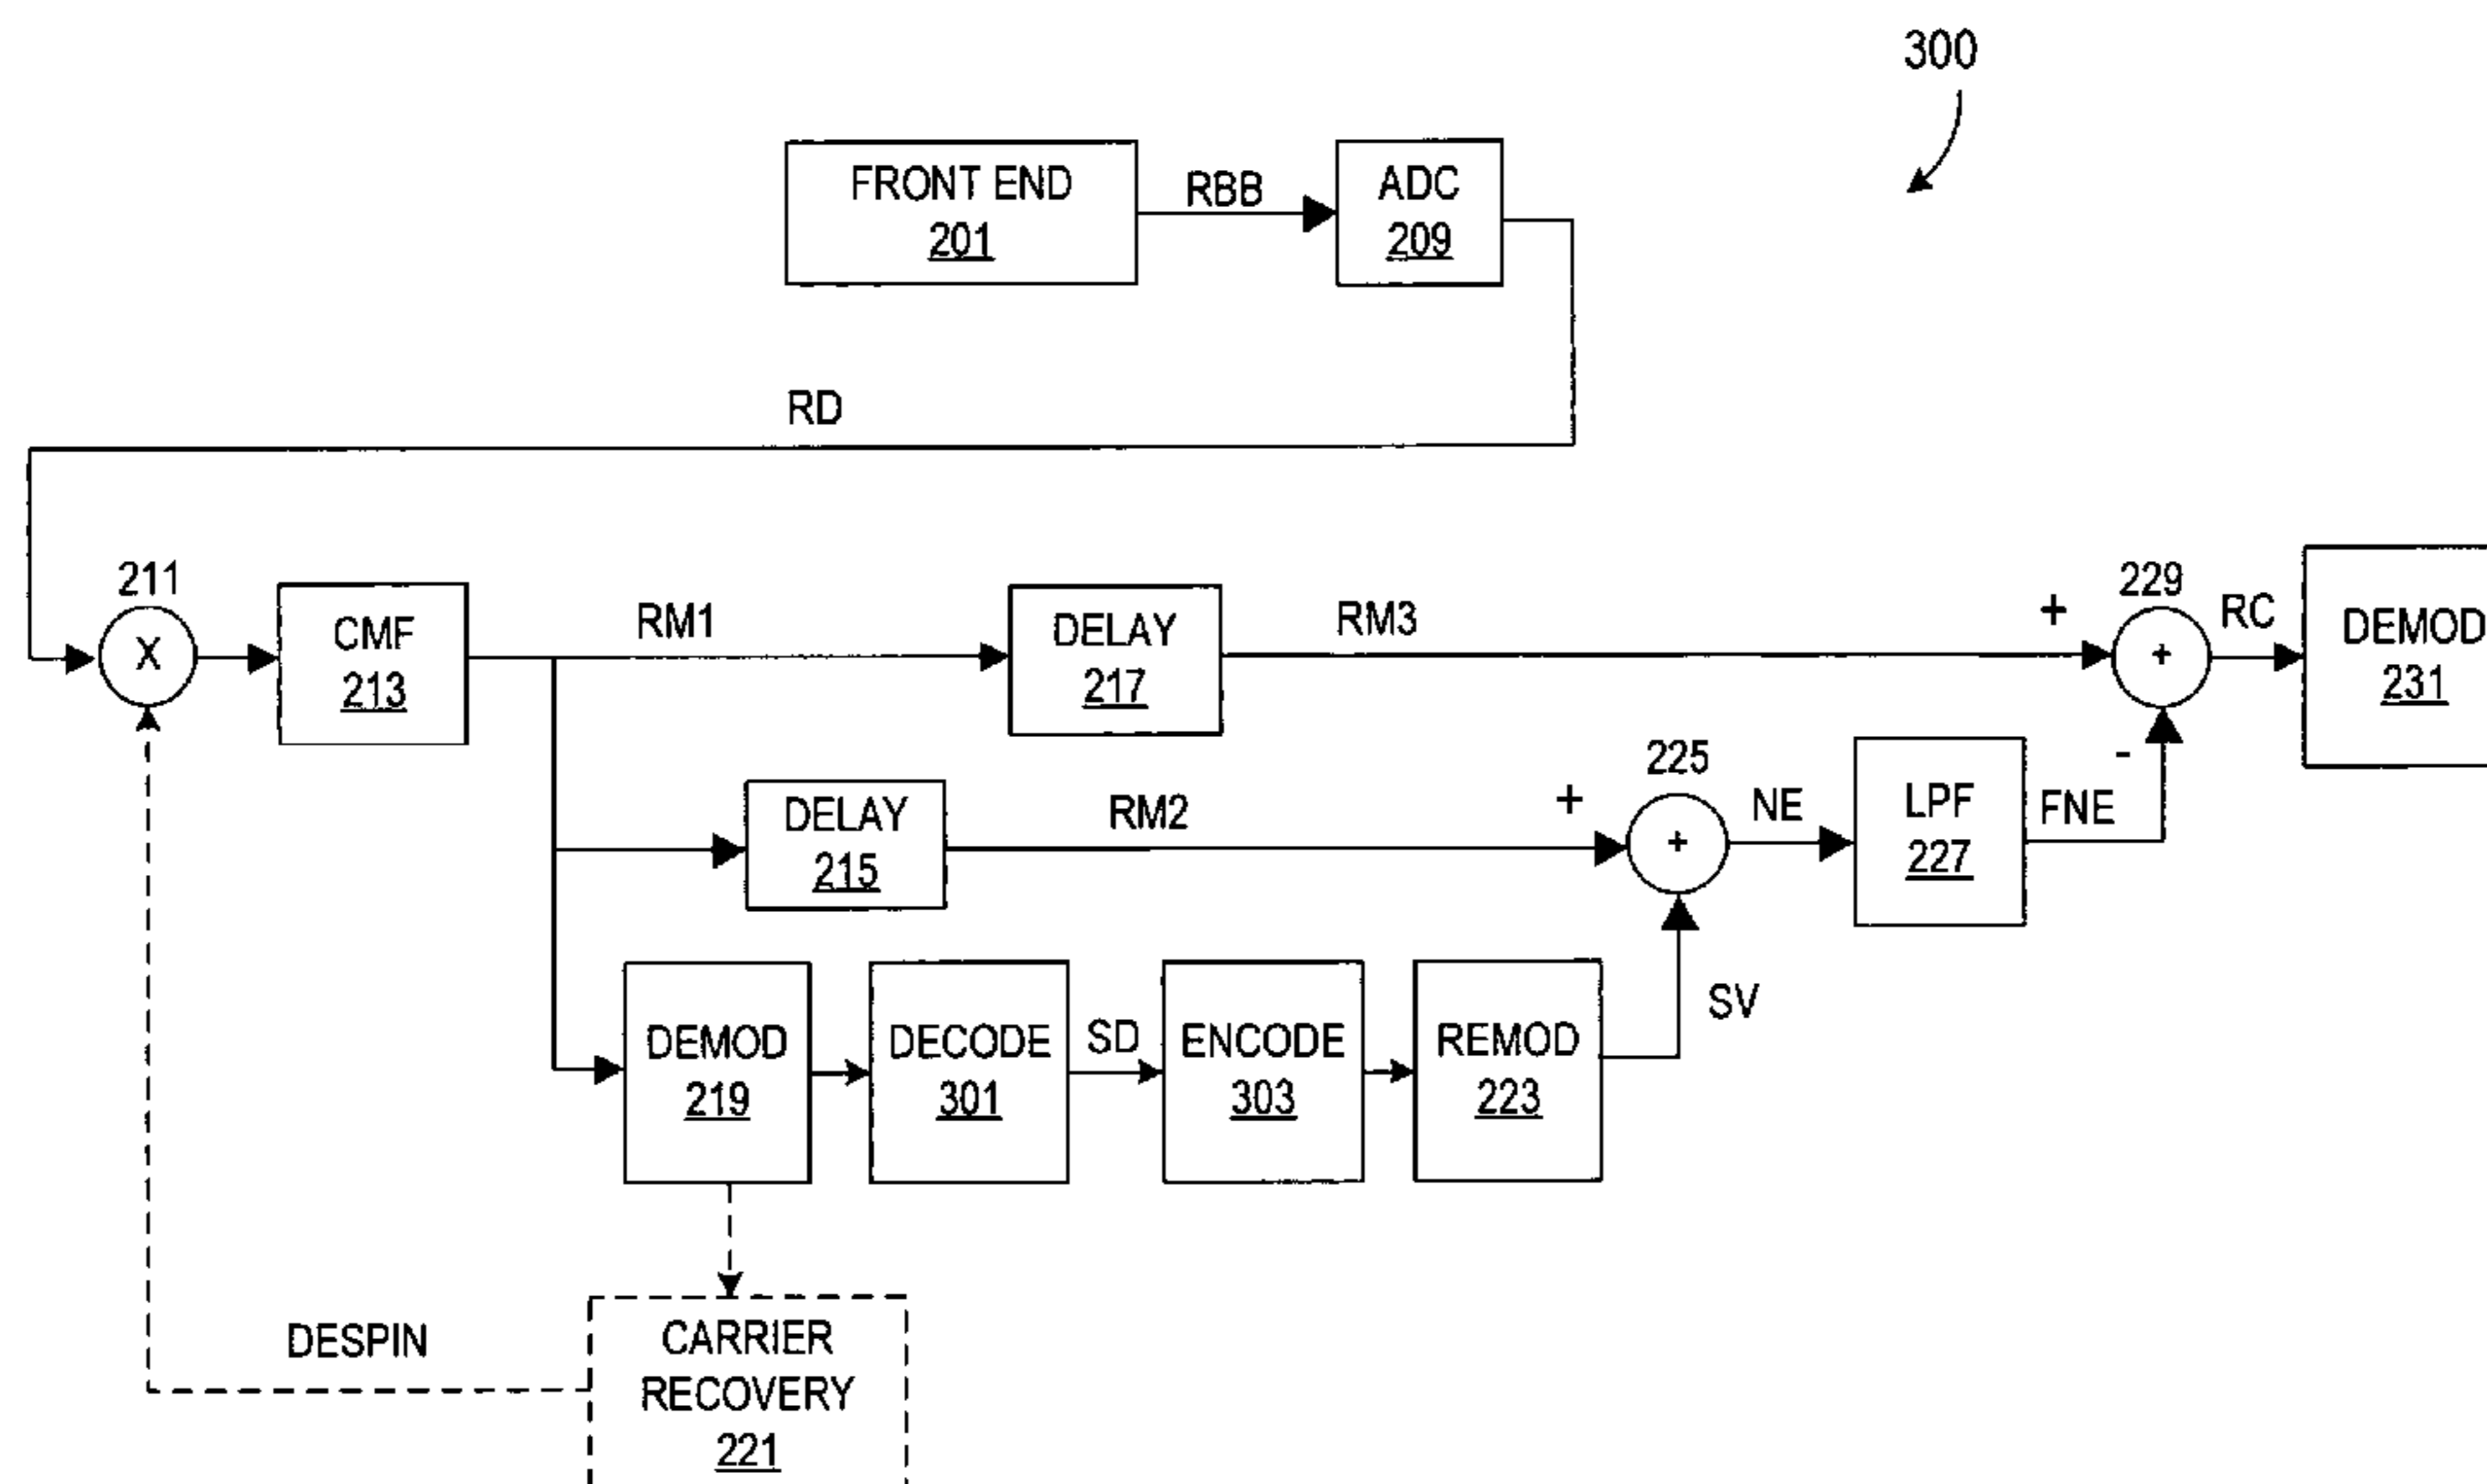 300
FRONT END
201
RBB
ADC
209
RD
211
X
CMF
213
RM1
DELAY
217
RM3
+
229
+
-
RC
DEMOD
231
DELAY
215
RM2
+
225
+
NE
LPF
227
FNE
DEMOD
219
DECODE
301
SD
ENCODE
303
REMOD
223
SV
DESPIN
CARRIER
RECOVERY
221